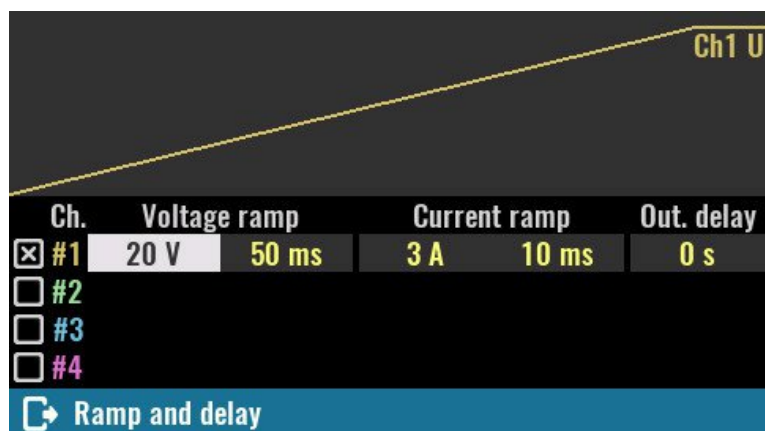 Ch1 U
Ch. Voltage ramp Current ramp Out. delay
#1 20 V 50 ms 3 A 10 ms 0 s
#2
#3
#4
Ramp and delay